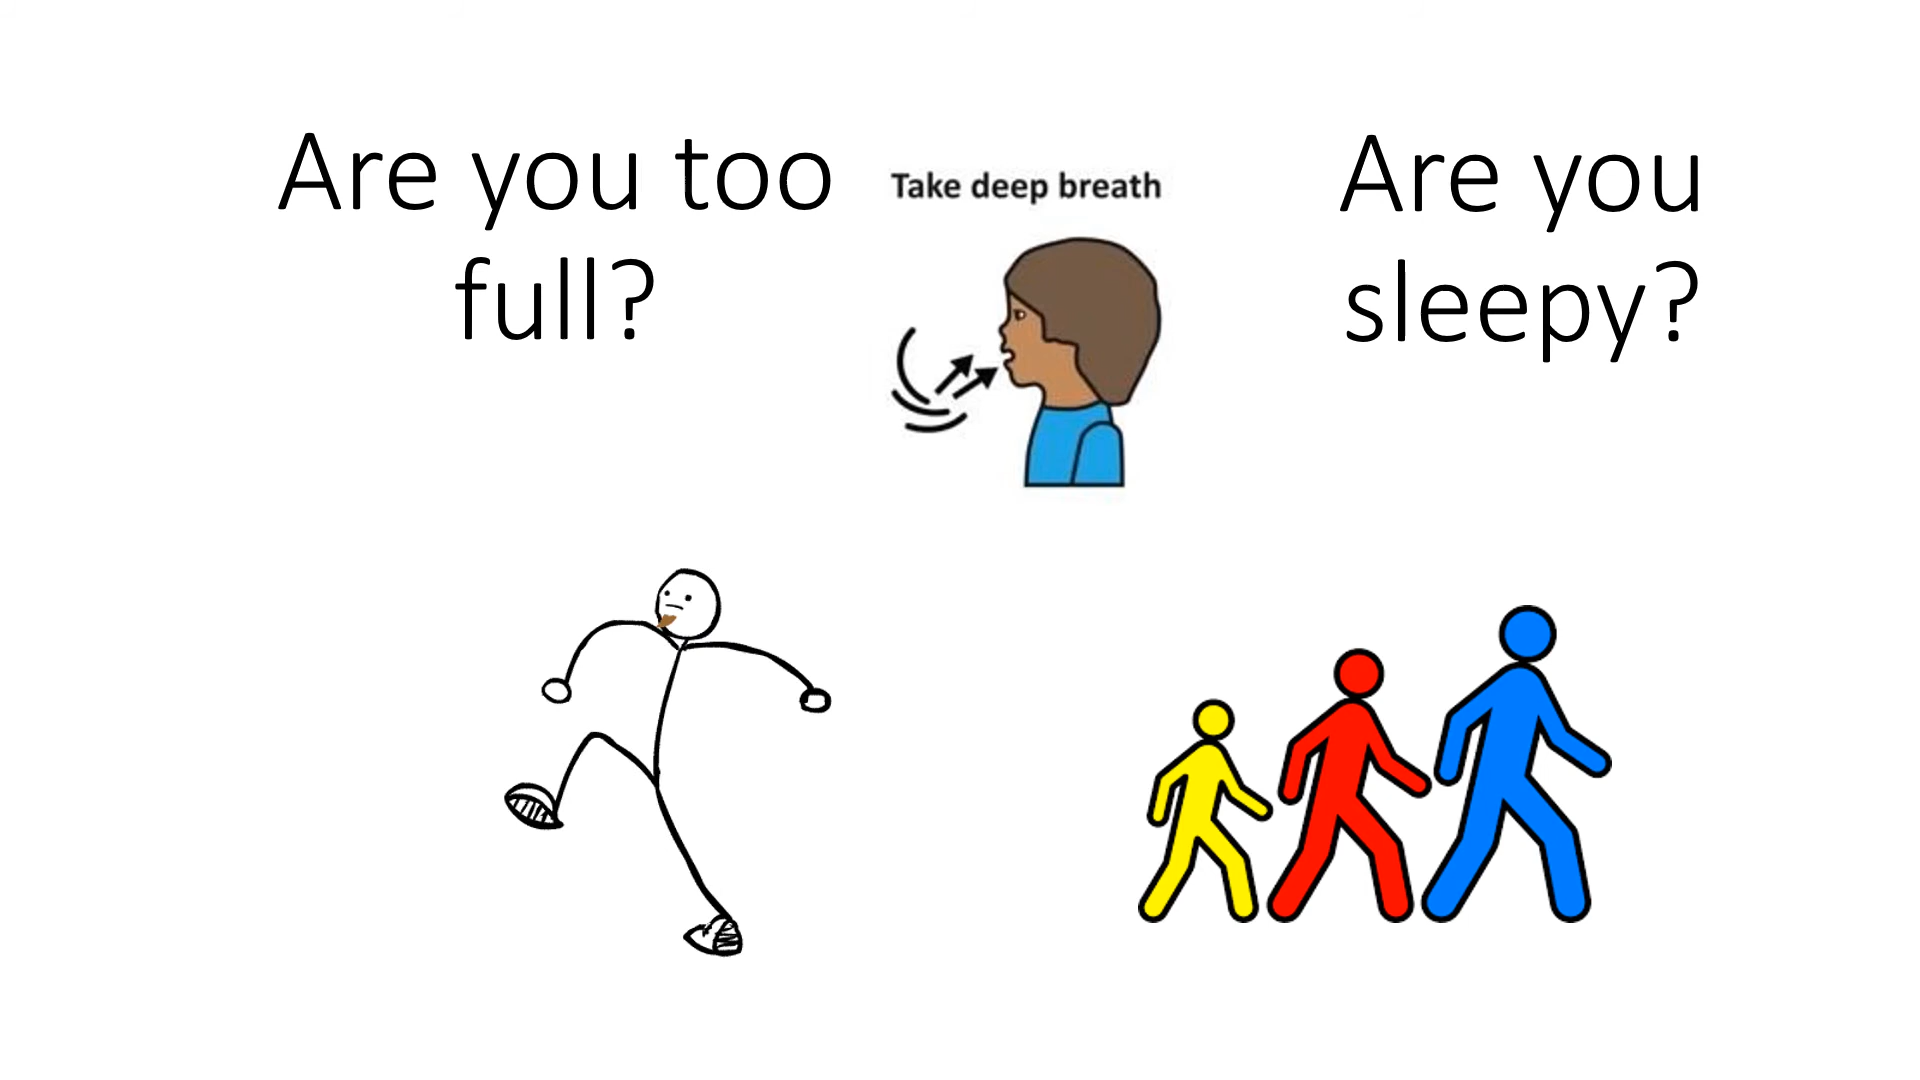 Are you too
full?
Take deep breath
Are you
sleepy?